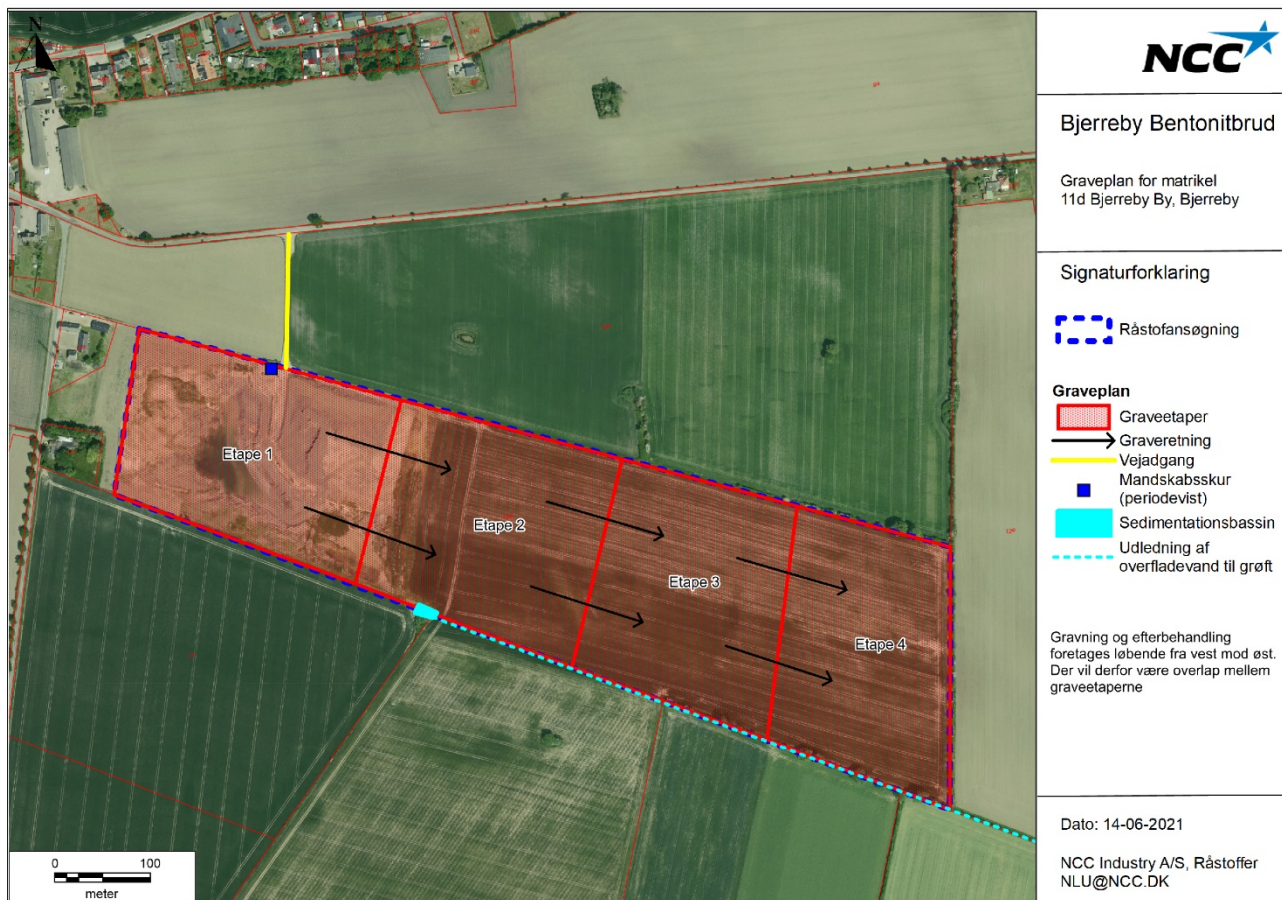 N
Etape 1
Etape 2
Etape 3
Etape 4
0 100
meter
NCC
Bjerreby Bentonitbrud
Graveplan for matrikel
11d Bjerreby By, Bjerreby
Signaturforklaring
Råstofansøgning
Graveplan
Graveetaper
Graveretning
Vejadgang
Mandskabsskur
(periodevist)
Sedimentationsbassin
Udledning af
overfladevand til grøft
Gravning og efterbehandling
foretages løbende fra vest mod øst.
Der vil derfor være overlap mellem
graveetaperne
Dato: 14-06-2021
NCC Industry A/S, Råstoffer
NLU@NCC.DK